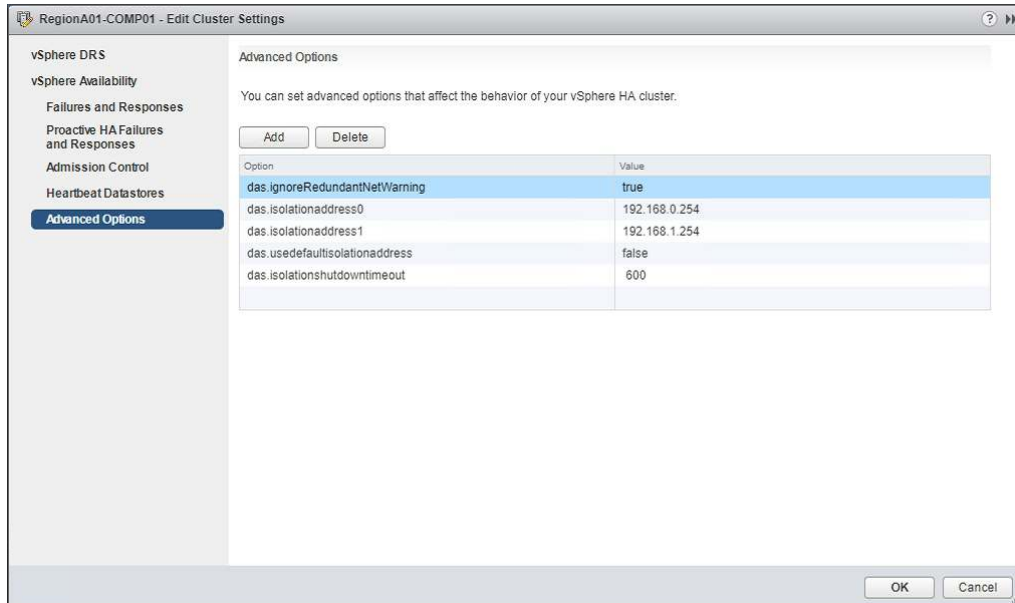 RegionA01-COMP01 - Edit Cluster Settings
?
vSphere DRS
vSphere Availability
Failures and Responses
Proactive HA Failures
and Responses
Admission Control
Heartbeat Datastores
Advanced Options
Advanced Options
You can set advanced options that affect the behavior of your vSphere HA cluster.
Add Delete
Option Value
das.ignoreRedundantNetWarning true
das.isolationaddress0 192.168.0.254
das.isolationaddress1 192.168.1.254
das.usedefaultisolationaddress false
das.isolationshutdowntimeout 600
OK Cancel